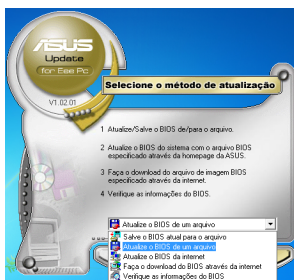 ASUS
Update
for Eee Pc
V1.02.01
Selecione o método de atualização
1 Atualize/Salve o BIOS de/para o arquivo.
2 Atualize o BIOS do sistema com o arquivo BIOS
especificado através da homepage da ASUS.
3 Faça o download do arquivo de imagem BIOS
especificado através da internet.
4 Verifique as informações do BIOS.
Atualize o BIOS de um arquivo
Salve o BIOS atual para o arquivo
Atualize o BIOS de um arquivo
Atualize o BIOS da internet
Faça o download do BIOS através da internet
Verifique as informações do BIOS